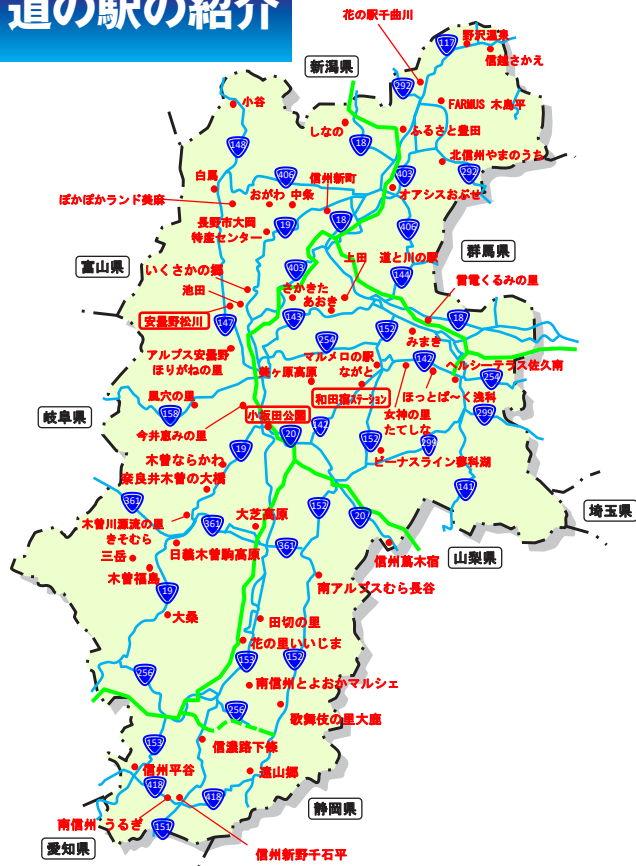 道の駅の紹介
花の駅千曲川
117
野沢温泉
信越さかえ
新潟県
292
小谷
FARMUS 木島平
しなの
ふるさと豊田
18
148
北信州やまのうち
白馬
406
信州新町
403
292
オアシスおぶせ
ぽかぽかランド美麻
おがわ 中条
長野市大岡
特産センター
19
18
406
群馬県
富山県
いくさかの郷
403
上田
道と川の駅
144
雷電くるみの里
池田
さかきた
あおき
安曇野松川
147
143
18
152
みまき
254
アルプス安曇野
ほりがねの里
マルメロの駅
ながと
142
ヘルシーテラス佐久南
美ヶ原高原
254
風穴の里
和田宿ステーション
ほっとぱ～く浅科
岐阜県
158
小坂田公園
女神の里
たてしな
299
今井恵みの里
20
142
152
299
19
木曽ならかわ
ビーナスライン蓼科湖
奈良井木曽の大橋
141
361
152
埼玉県
木曽川源流の里
きそむら
361
大芝高原
20
日義木曽駒高原
361
三岳
信州蔦木宿
山梨県
木曽福島
南アルプスむら長谷
19
大桑
田切の里
花の里いいじま
153
152
256
南信州とよおかマルシェ
256
歌舞伎の里大鹿
153
信濃路下條
信州平谷
遠山郷
418
418
静岡県
南信州 うるぎ
151
愛知県
信州新野千石平